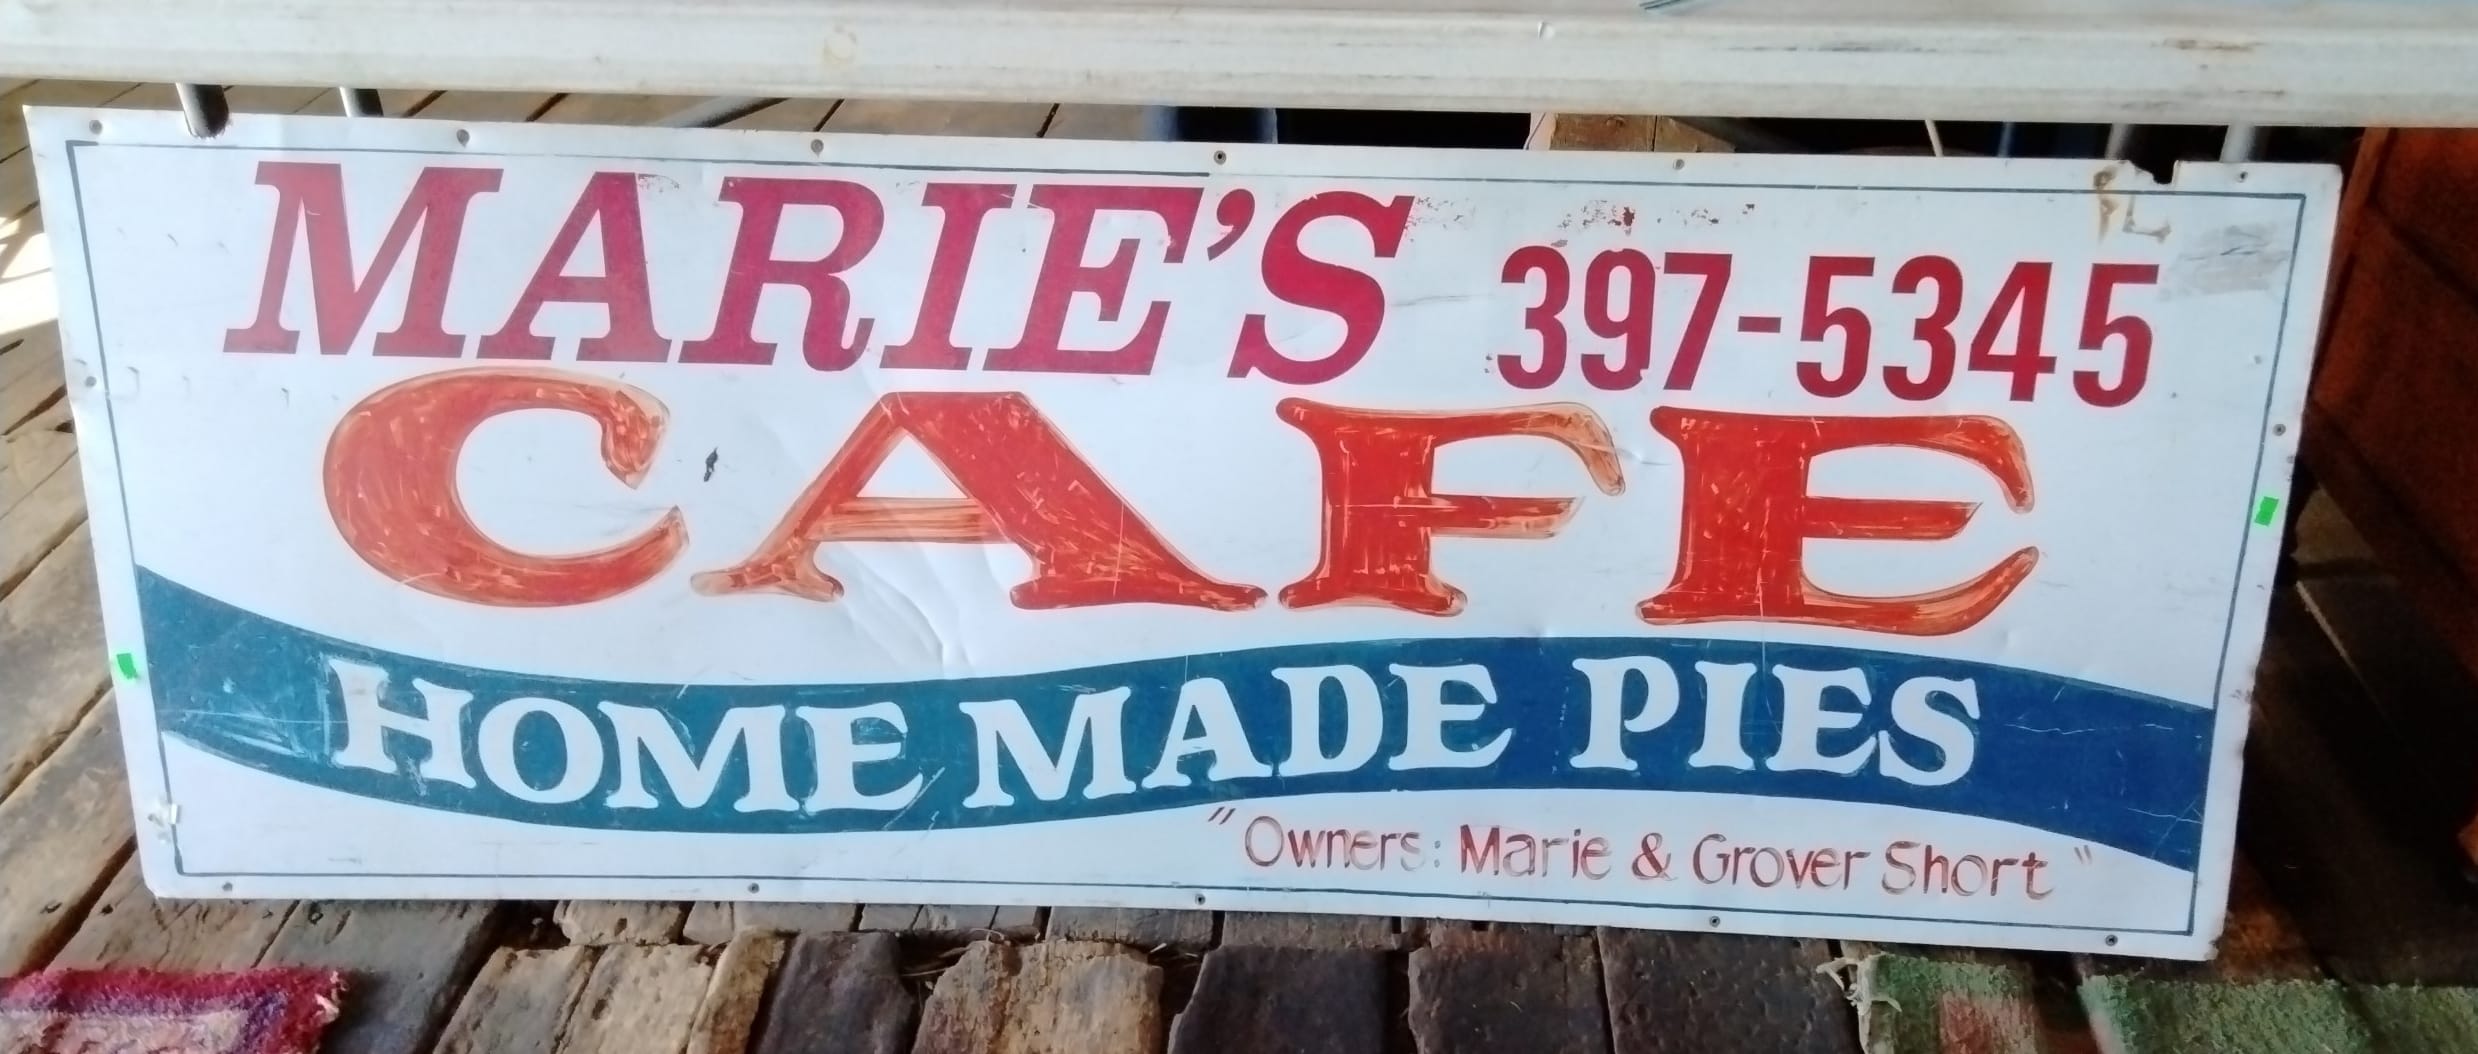 MARIE'S 397-5345
CAFE
HOME MADE PIES
"Owners: Marie & Grover Short"